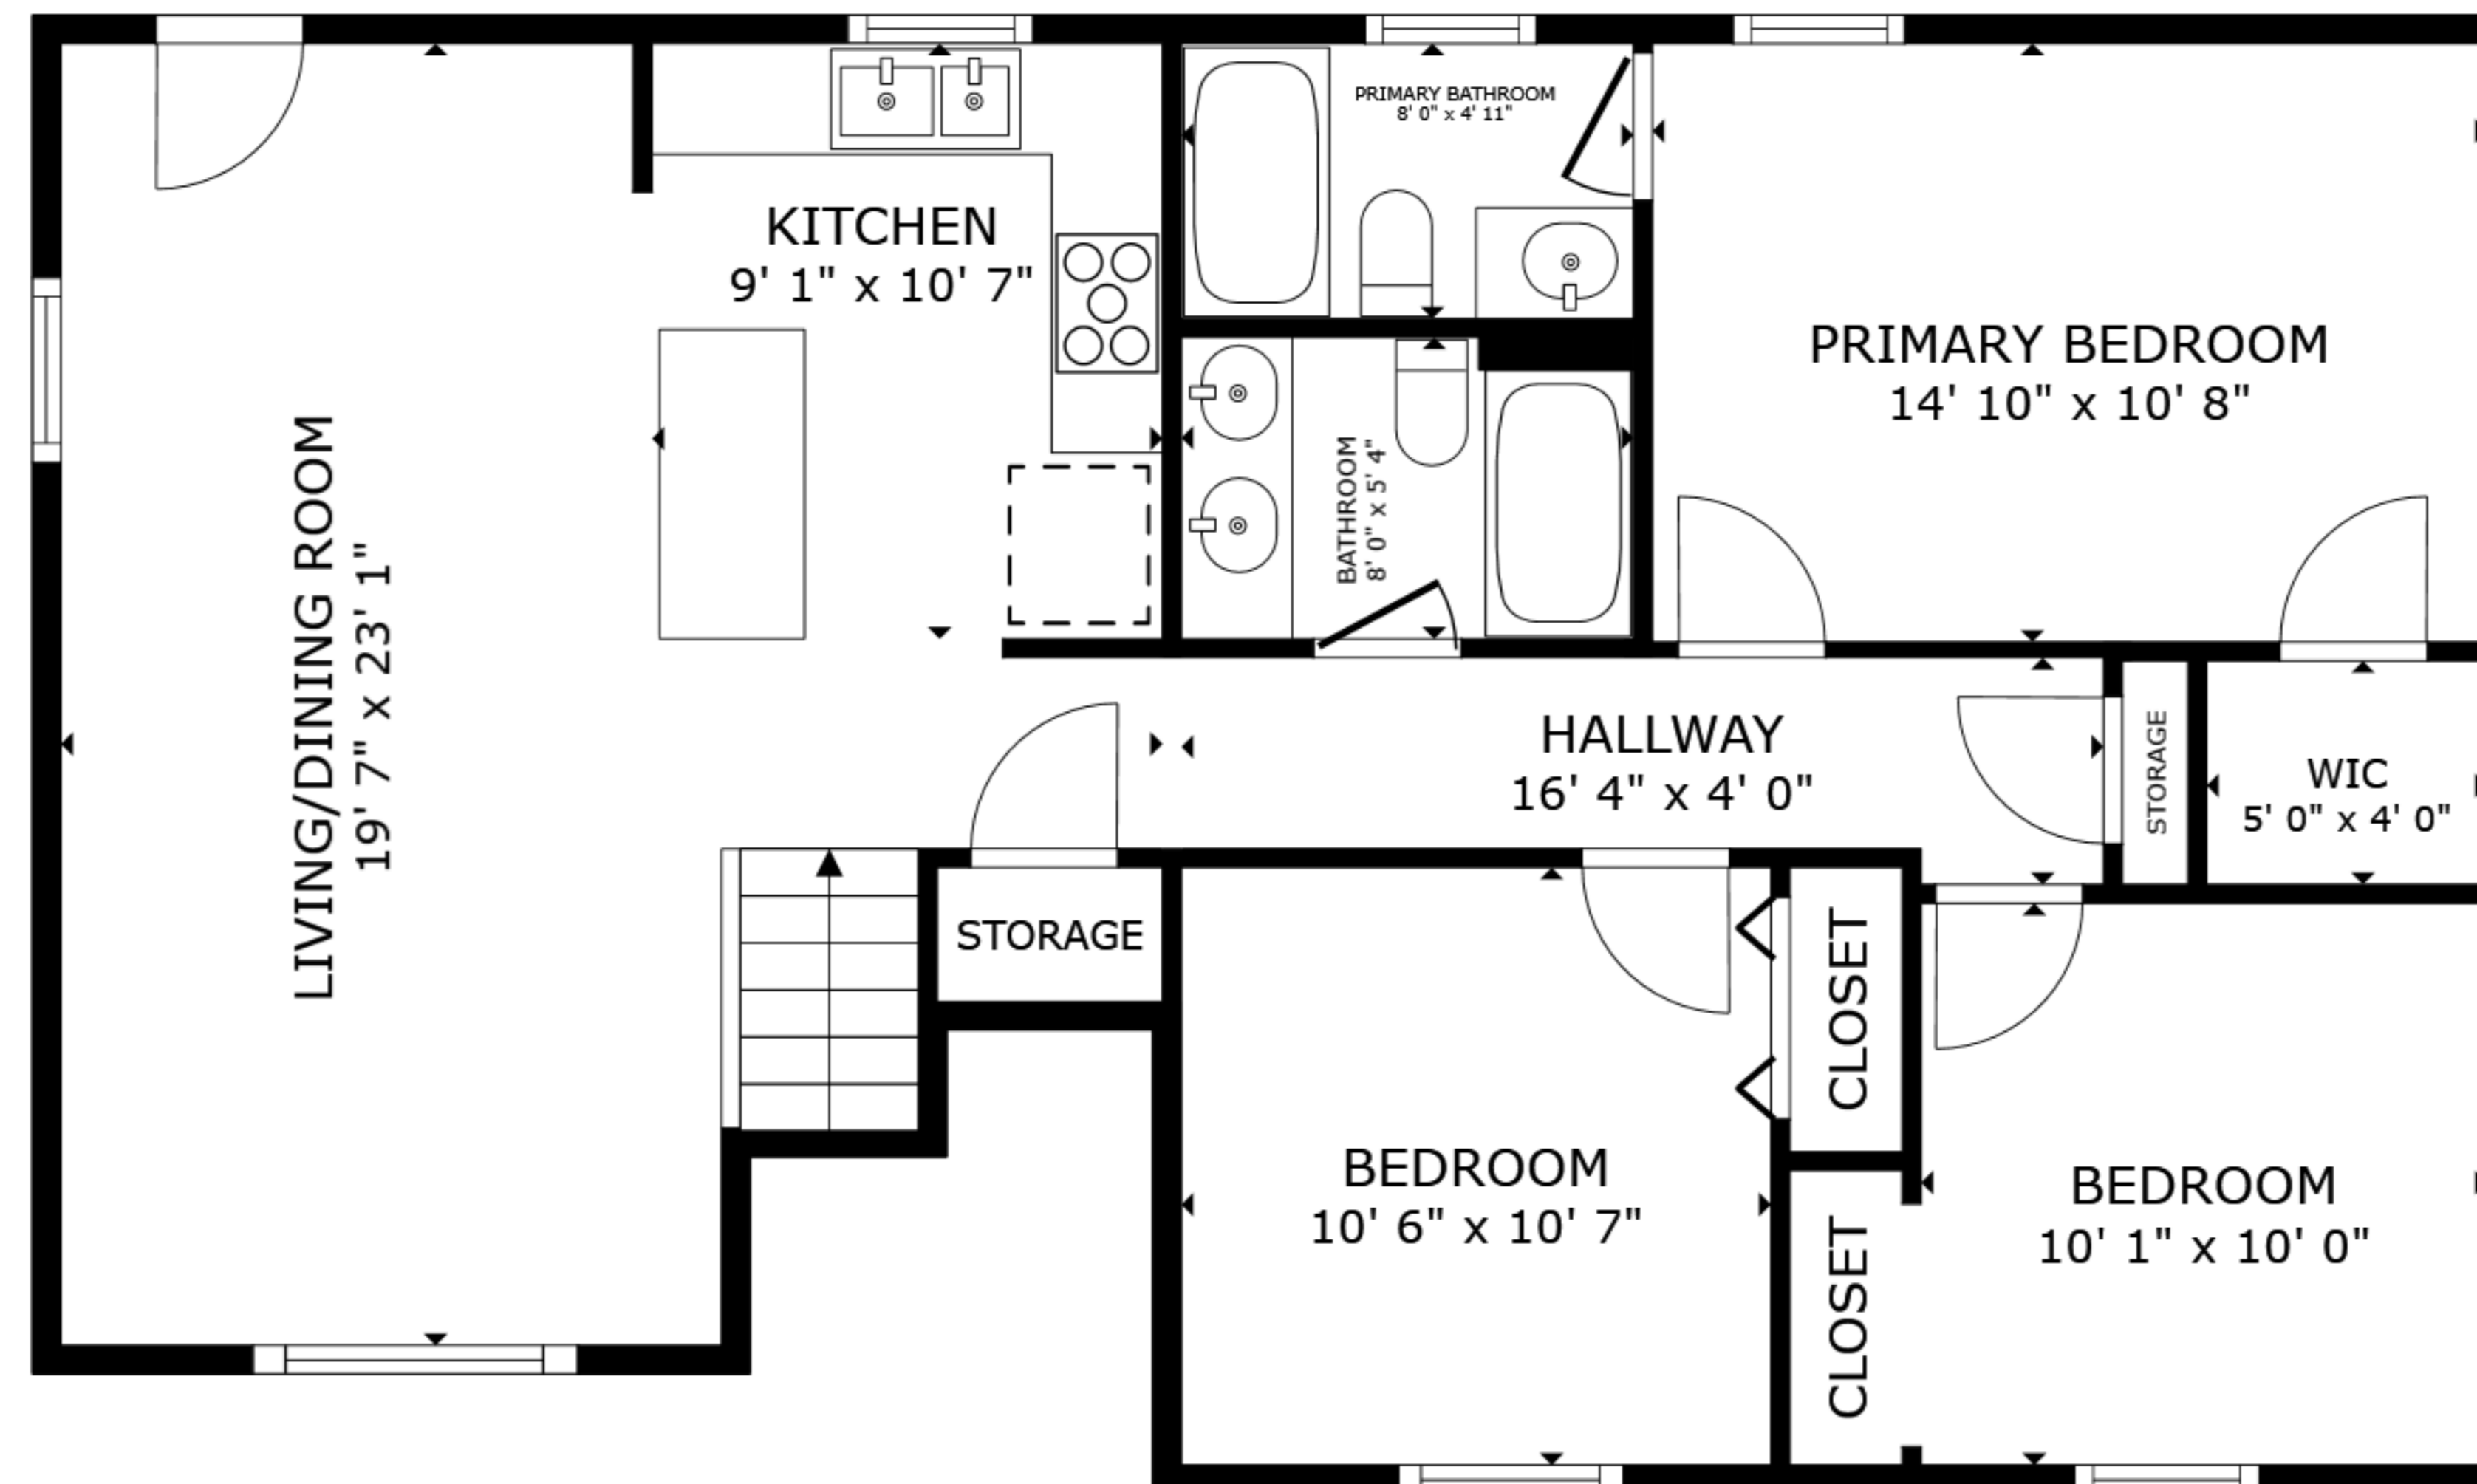 PRIMARY BATHROOM
8' 0" x 4' 11"
KITCHEN
9' 1" x 10' 7"
PRIMARY BEDROOM
14' 10" x 10' 8"
LIVING/DINING ROOM
19' 7" x 23' 1"
BATHROOM
8' 0" x 5' 4"
HALLWAY
16' 4" x 4' 0"
STORAGE
WIC
5' 0" x 4' 0"
STORAGE
CLOSET
BEDROOM
10' 6" x 10' 7"
CLOSET
BEDROOM
10' 1" x 10' 0"